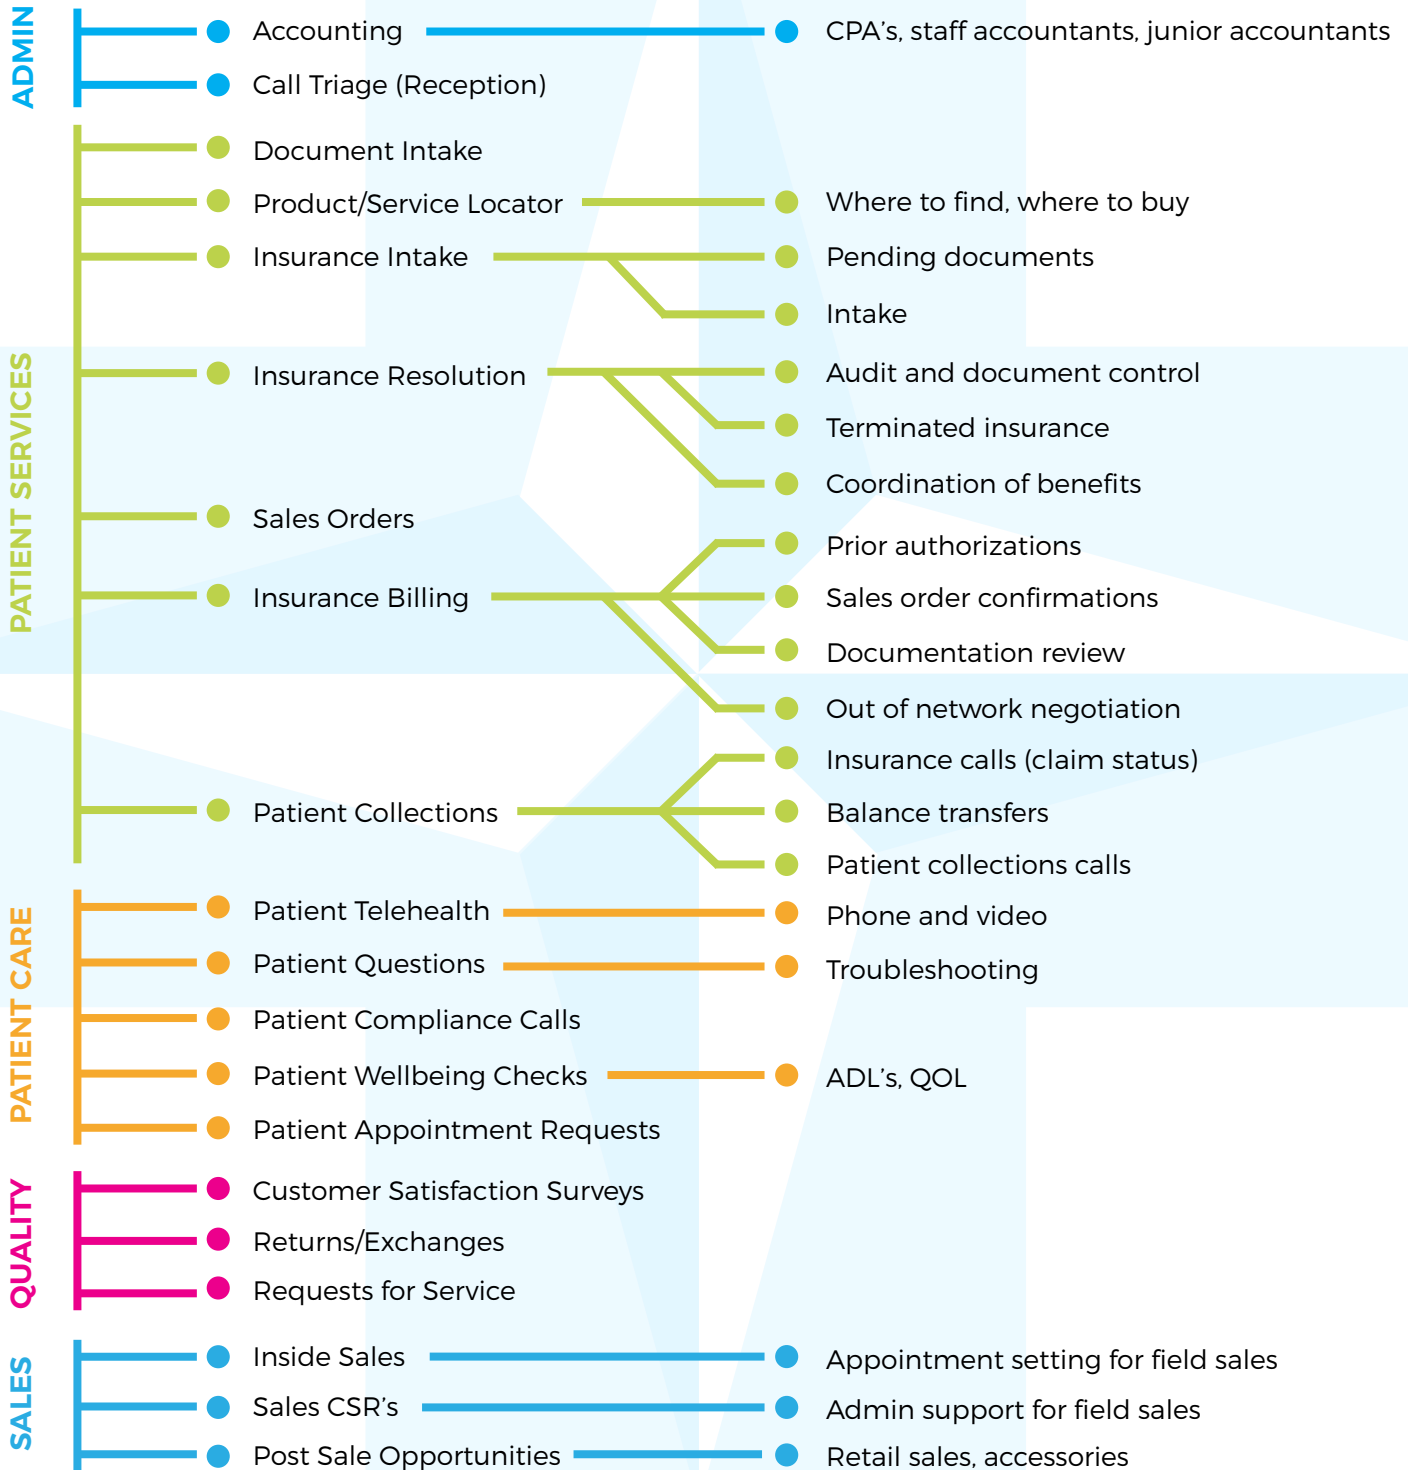 ADMIN
Accounting
CPA's, staff accountants, junior accountants
Call Triage (Reception)
PATIENT SERVICES
Document Intake
Product/Service Locator
Where to find, where to buy
Insurance Intake
Pending documents
Intake
Insurance Resolution
Audit and document control
Terminated insurance
Coordination of benefits
Sales Orders
Insurance Billing
Prior authorizations
Sales order confirmations
Documentation review
Out of network negotiation
Patient Collections
Insurance calls (claim status)
Balance transfers
Patient collections calls
PATIENT CARE
Patient Telehealth
Phone and video
Patient Questions
Troubleshooting
Patient Compliance Calls
Patient Wellbeing Checks
ADL's, QOL
Patient Appointment Requests
QUALITY
Customer Satisfaction Surveys
Returns/Exchanges
Requests for Service
SALES
Inside Sales
Appointment setting for field sales
Sales CSR's
Admin support for field sales
Post Sale Opportunities
Retail sales, accessories